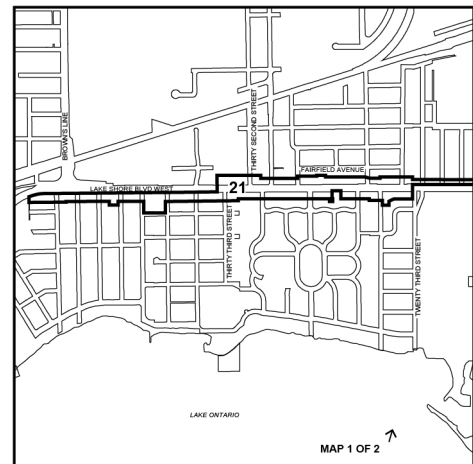 BROWN'S LINE
THIRTY SECOND STREET
FAIRFIELD AVENUE
LAKE SHORE BLVD WEST
21
THIRTY THIRD STREET
TWENTY THIRD STREET
LAKE ONTARIO
MAP 1 OF 2